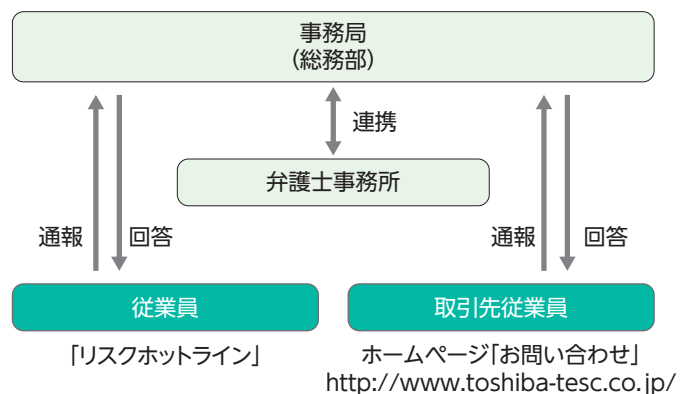 事務局
（総務部）
連携
弁護士事務所
通報
回答
通報
回答
従業員
取引先従業員
「リスクホットライン」
ホームページ「お問い合わせ」
http://www.toshiba-tesc.co.jp/